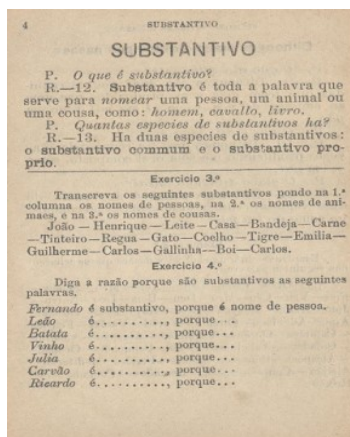 4 SUBSTANTIVO
SUBSTANTIVO
P. O que é substantivo?
R.—12. Substantivo é toda a palavra que
serve para nomear uma pessoa, um animal ou
uma cousa, como: homem, cavallo, livro.
P. Quantas especies de substantivos ha?
R.—13. Ha duas especies de substantivos:
o substantivo commum e o substantivo pro-
prio.
Exercicio 3.º
Transcreva os seguintes substantivos pondo na 1.ª
columna os nomes de pessoas, na 2.ª os nomes de ani-
maes, e na 3.ª os nomes de cousas.
João — Henrique — Leite — Casa — Bandeja — Carne
—Tinteiro — Regua — Gato — Coelho — Tigre — Emilia —
Guilherme — Carlos — Gallinha — Boi — Carlos.
Exercicio 4.º
Diga a razão porque são substantivos as seguintes
palavras.
Fernando é substantivo, porque é nome de pessoa.
Leão é.........., porque...
Batata é.........., porque...
Vinho é.........., porque...
Julia é.........., porque...
Carvão é.........., porque...
Ricardo é.........., porque...